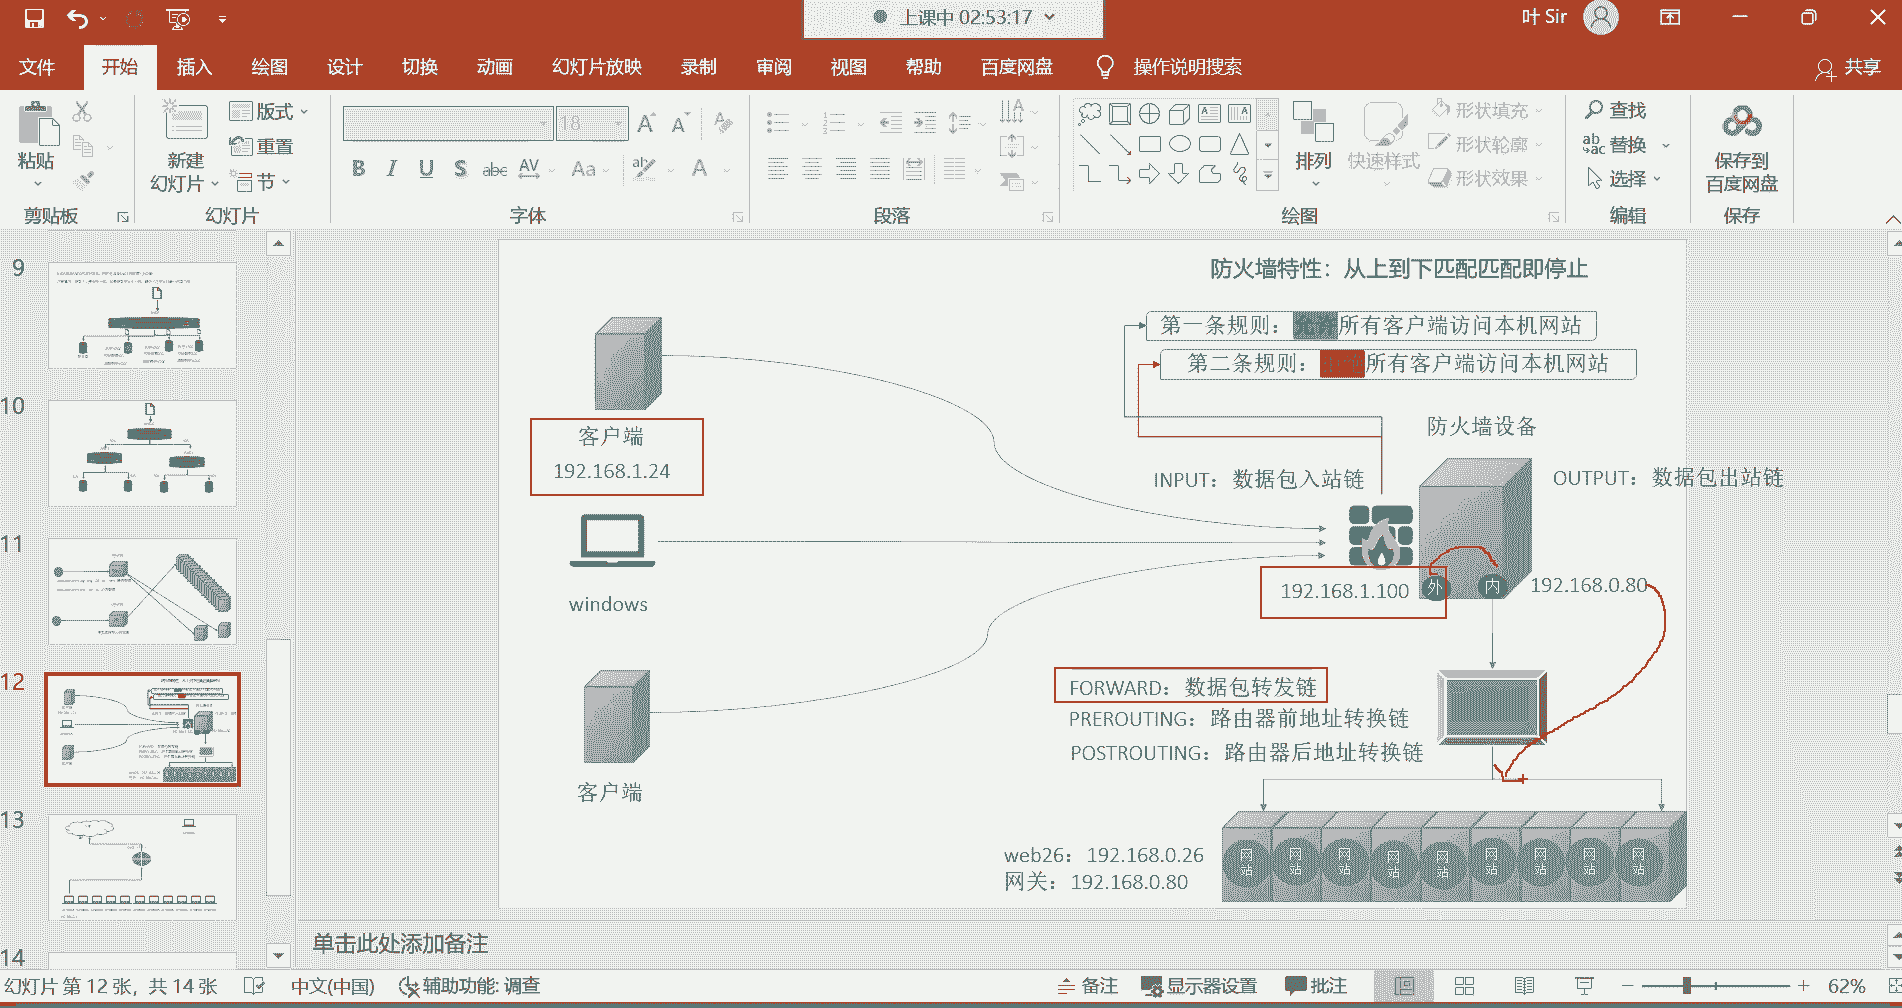 上课中 02:53:17
叶 Sir
文件 开始 插入 绘图 设计 切换 动画 幻灯片放映 录制 审阅 视图 帮助 百度网盘 操作说明搜索 共享
粘贴
剪贴板
新建
幻灯片
版式
重置
节
幻灯片
18
字体
段落
排列
快速样式
形状填充
形状轮廓
形状效果
绘图
查找
替换
选择
编辑
保存到
百度网盘
保存
9
10
11
12
13
14
防火墙特性：从上到下匹配匹配即停止
第一条规则：
所有客户端访问本机网站
第二条规则：
所有客户端访问本机网站
客户端
192.168.1.24
防火墙设备
INPUT：数据包入站链
OUTPUT：数据包出站链
windows
192.168.1.100
外
内
192.168.0.80
FORWARD：数据包转发链
PREROUTING：路由器前地址转换链
POSTROUTING：路由器后地址转换链
客户端
web26：192.168.0.26
网关：192.168.0.80
网站 网站 网站 网站 网站 网站 网站 网站 网站
单击此处添加备注
幻灯片 第 12 张，共 14 张 中文(中国) 辅助功能: 调查 备注 显示器设置 批注 62%